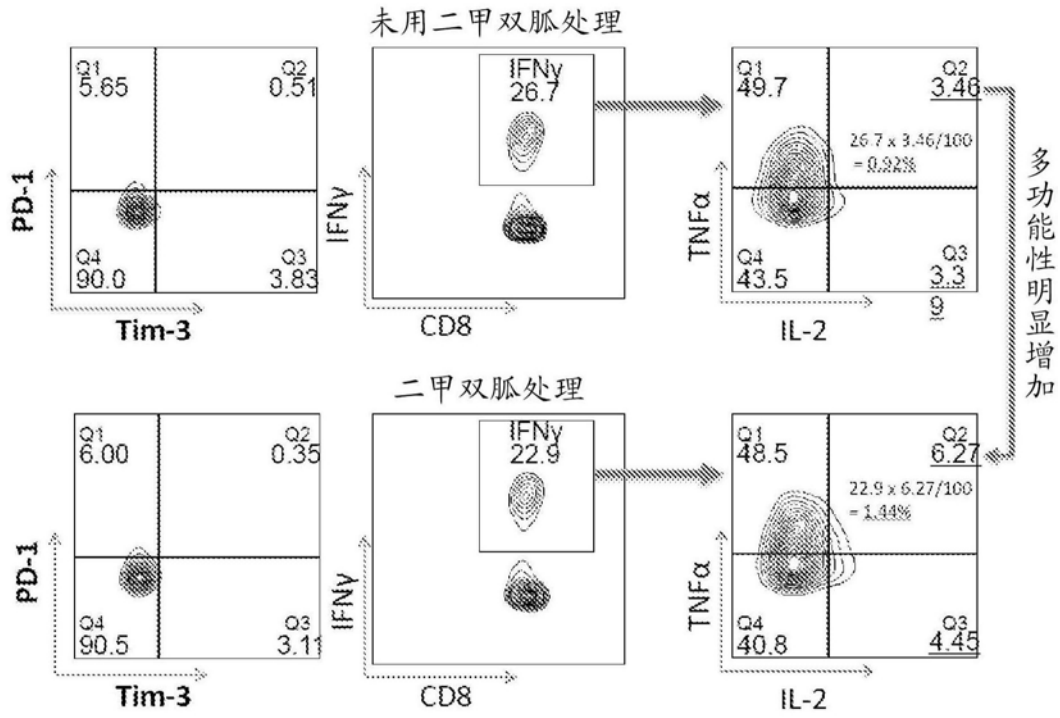 未用二甲双胍处理
Q1
5.65
Q2
0.51
Q4
90.0
Q3
3.83
PD-1
Tim-3
IFNγ
26.7
IFNγ
CD8
Q1
49.7
Q2
3.46
26.7 x 3.46/100
= 0.92%
Q4
43.5
Q3
3.3
9
TNFα
IL-2
多功能性明显增加
二甲双胍处理
Q1
6.00
Q2
0.35
Q4
90.5
Q3
3.11
PD-1
Tim-3
IFNγ
22.9
IFNγ
CD8
Q1
48.5
Q2
6.27
22.9 x 6.27/100
= 1.44%
Q4
40.8
Q3
4.45
TNFα
IL-2